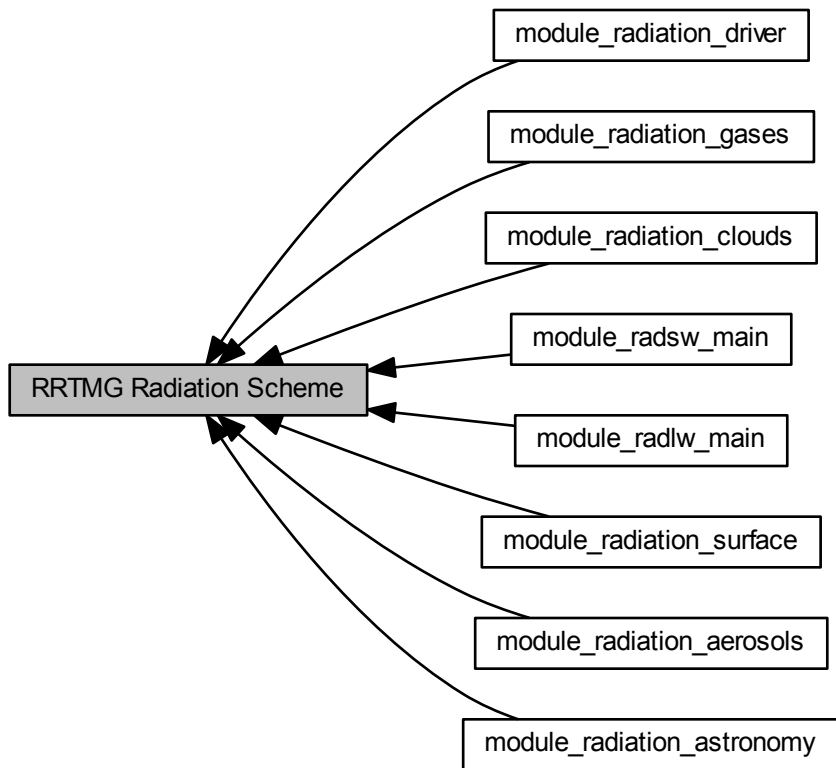 module_radiation_driver
module_radiation_gases
module_radiation_clouds
module_radsw_main
RRTMG Radiation Scheme
module_radlw_main
module_radiation_surface
module_radiation_aerosols
module_radiation_astronomy